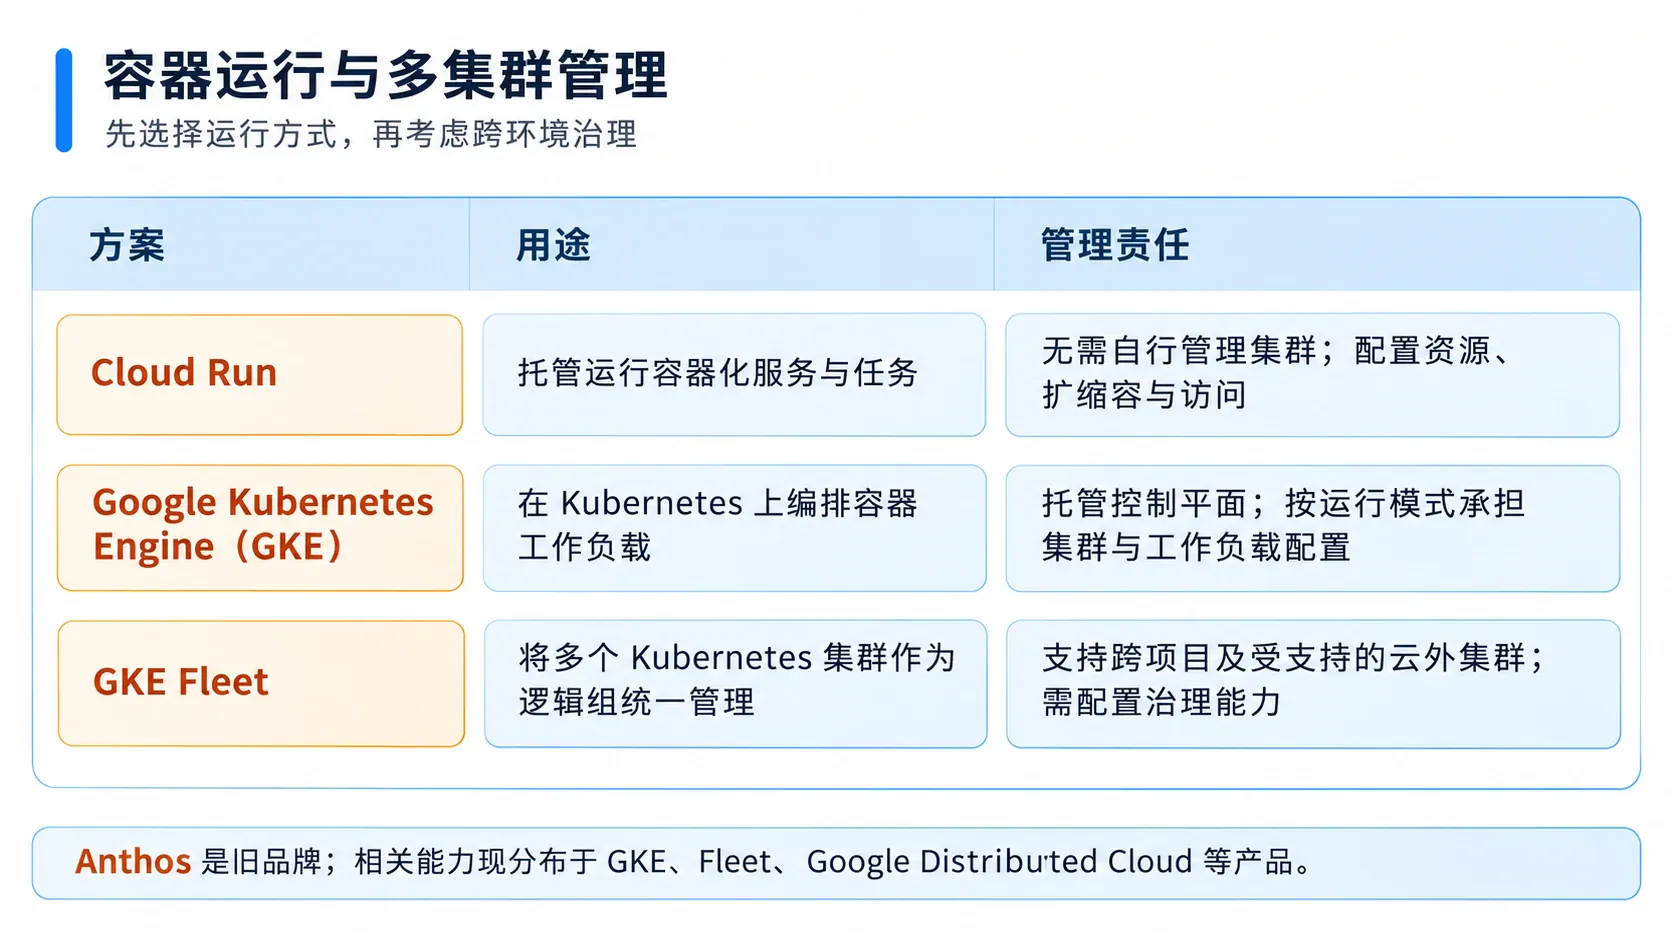 容器运行与多集群管理
先选择运行方式，再考虑跨环境治理
方案
用途
管理责任
Cloud Run
托管运行容器化服务与任务
无需自行管理集群；配置资源、
扩缩容与访问
Google Kubernetes
Engine（GKE）
在 Kubernetes 上编排容器
工作负载
托管控制平面；按运行模式承担
集群与工作负载配置
GKE Fleet
将多个 Kubernetes 集群作为
逻辑组统一管理
支持跨项目及受支持的云外集群；
需配置治理能力
Anthos 是旧品牌；相关能力现分布于 GKE、Fleet、Google Distributed Cloud 等产品。